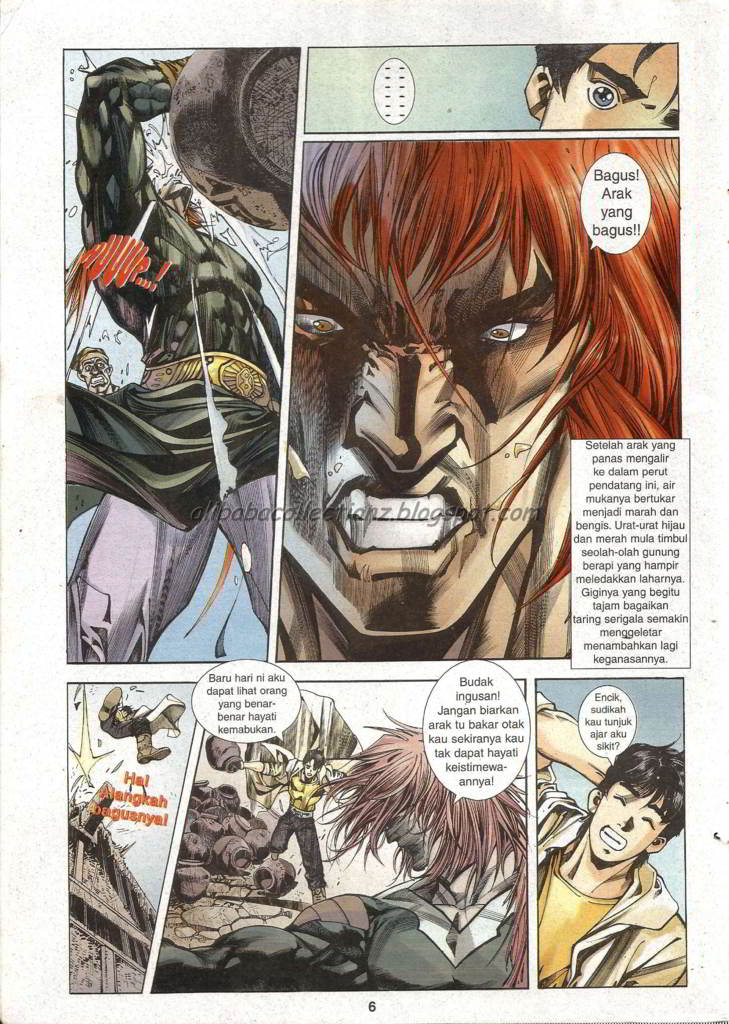 Bagus!
Arak
yang
bagus!!
Setelah arak yang
panas mengalir
ke dalam perut
pendatang ini, air
mukanya bertukar
menjadi marah dan
bengis. Urat-urat hijau
dan merah mula timbul
seolah-olah gunung
berapi yang hampir
meledakkan laharnya.
Giginya yang begitu
tajam bagaikan
taring serigala semakin
menggeletar
menambahkan lagi
keganasannya.
alibabacollectianz.blogspot.com
Ha!
Alangkah
bagusnya!
Baru hari ni aku
dapat lihat orang
yang benar-
benar hayati
kemabukan.
Budak
ingusan!
Jangan biarkan
arak tu bakar otak
kau sekiranya kau
tak dapat hayati
keistimewa-
annya!
Encik,
sudikah
kau tunjuk
ajar aku
sikit?
6